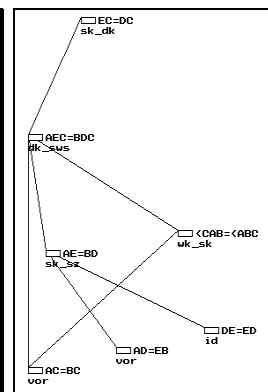 EC=DC
sk_dk
AEC=BDC
dk_sws
<CAB=<ABC
wk_sk
AE=BD
sk_sz
DE=ED
id
AD=EB
vor
AC=BC
vor